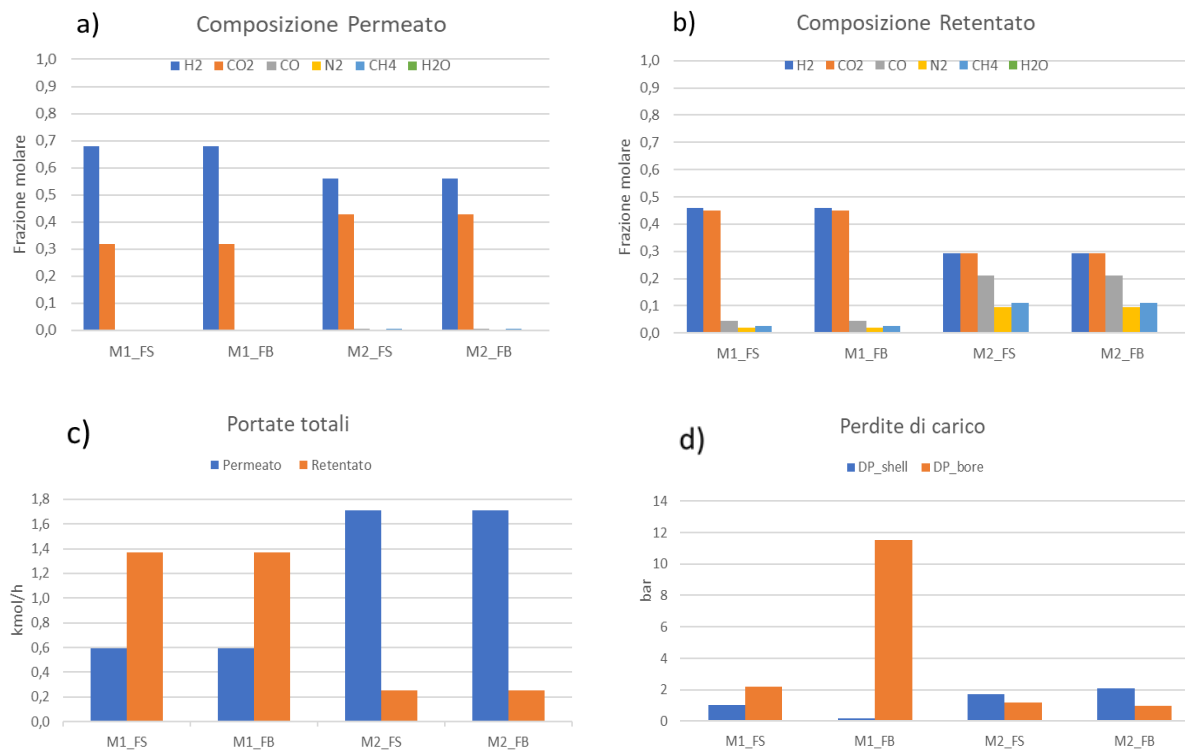 a)
Composizione Permeato
H2 CO2 CO N2 CH4 H2O
Frazione molare
1,0
0,9
0,8
0,7
0,6
0,5
0,4
0,3
0,2
0,1
0,0
M1_FS M1_FB M2_FS M2_FB
b)
Composizione Retentato
H2 CO2 CO N2 CH4 H2O
Frazione molare
1,0
0,9
0,8
0,7
0,6
0,5
0,4
0,3
0,2
0,1
0,0
M1_FS M1_FB M2_FS M2_FB
c)
Portate totali
Permeato Retentato
kmol/h
1,8
1,6
1,4
1,2
1,0
0,8
0,6
0,4
0,2
0,0
M1_FS M1_FB M2_FS M2_FB
d)
Perdite di carico
DP_shell DP_bore
bar
14
12
10
8
6
4
2
0
M1_FS M1_FB M2_FS M2_FB